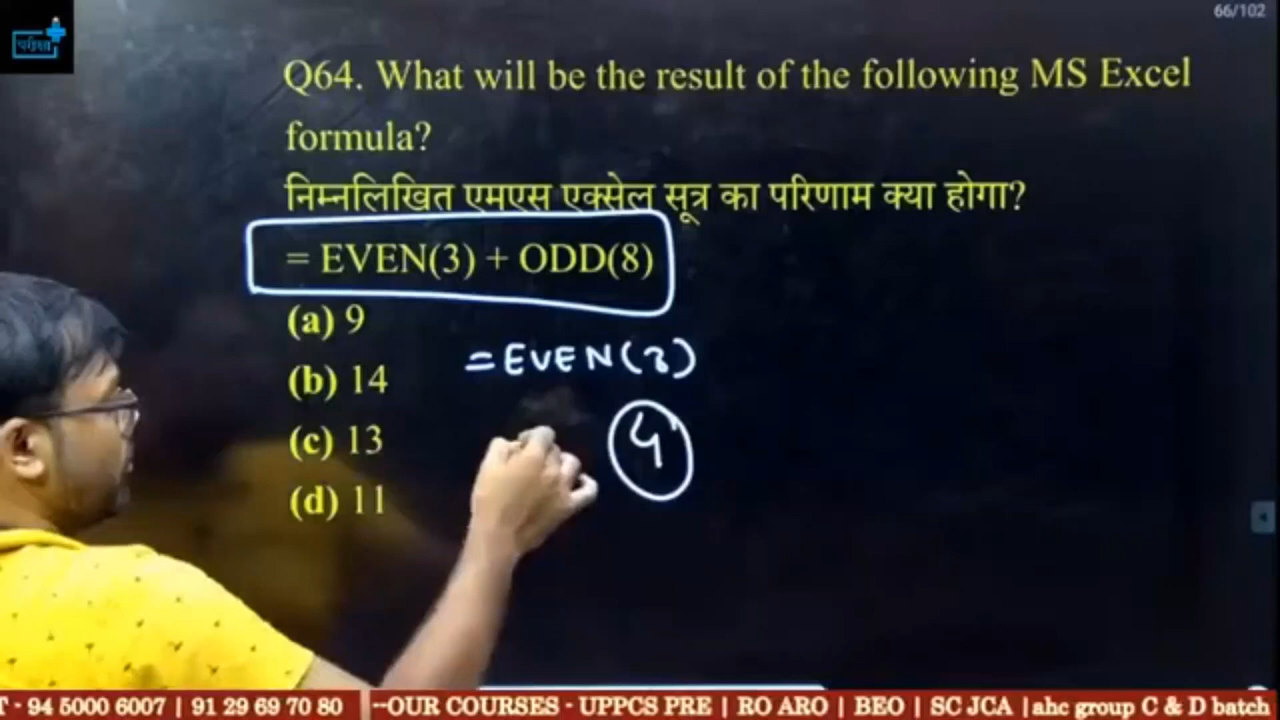 66/102
परीक्षा
Q64. What will be the result of the following MS Excel
formula?
निम्नलिखित एमएस एक्सेल सूत्र का परिणाम क्या होगा?
= EVEN(3) + ODD(8)
(a) 9
= EVEN(3)
(b) 14
(c) 13
4
(d) 11
T - 94 5000 6007 | 91 29 69 70 80 --OUR COURSES - UPPCS PRE | RO ARO | BEO | SC JCA |ahc group C & D batch